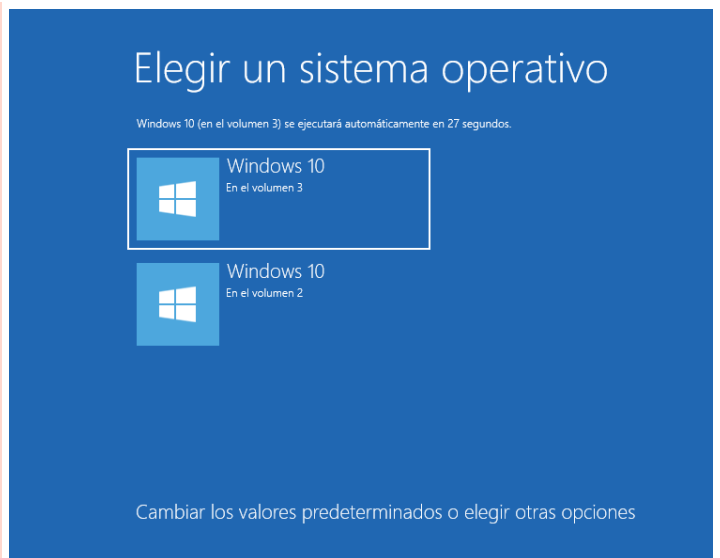 Elegir un sistema operativo
Windows 10 (en el volumen 3) se ejecutará automáticamente en 27 segundos.
Windows 10
En el volumen 3
Windows 10
En el volumen 2
Cambiar los valores predeterminados o elegir otras opciones